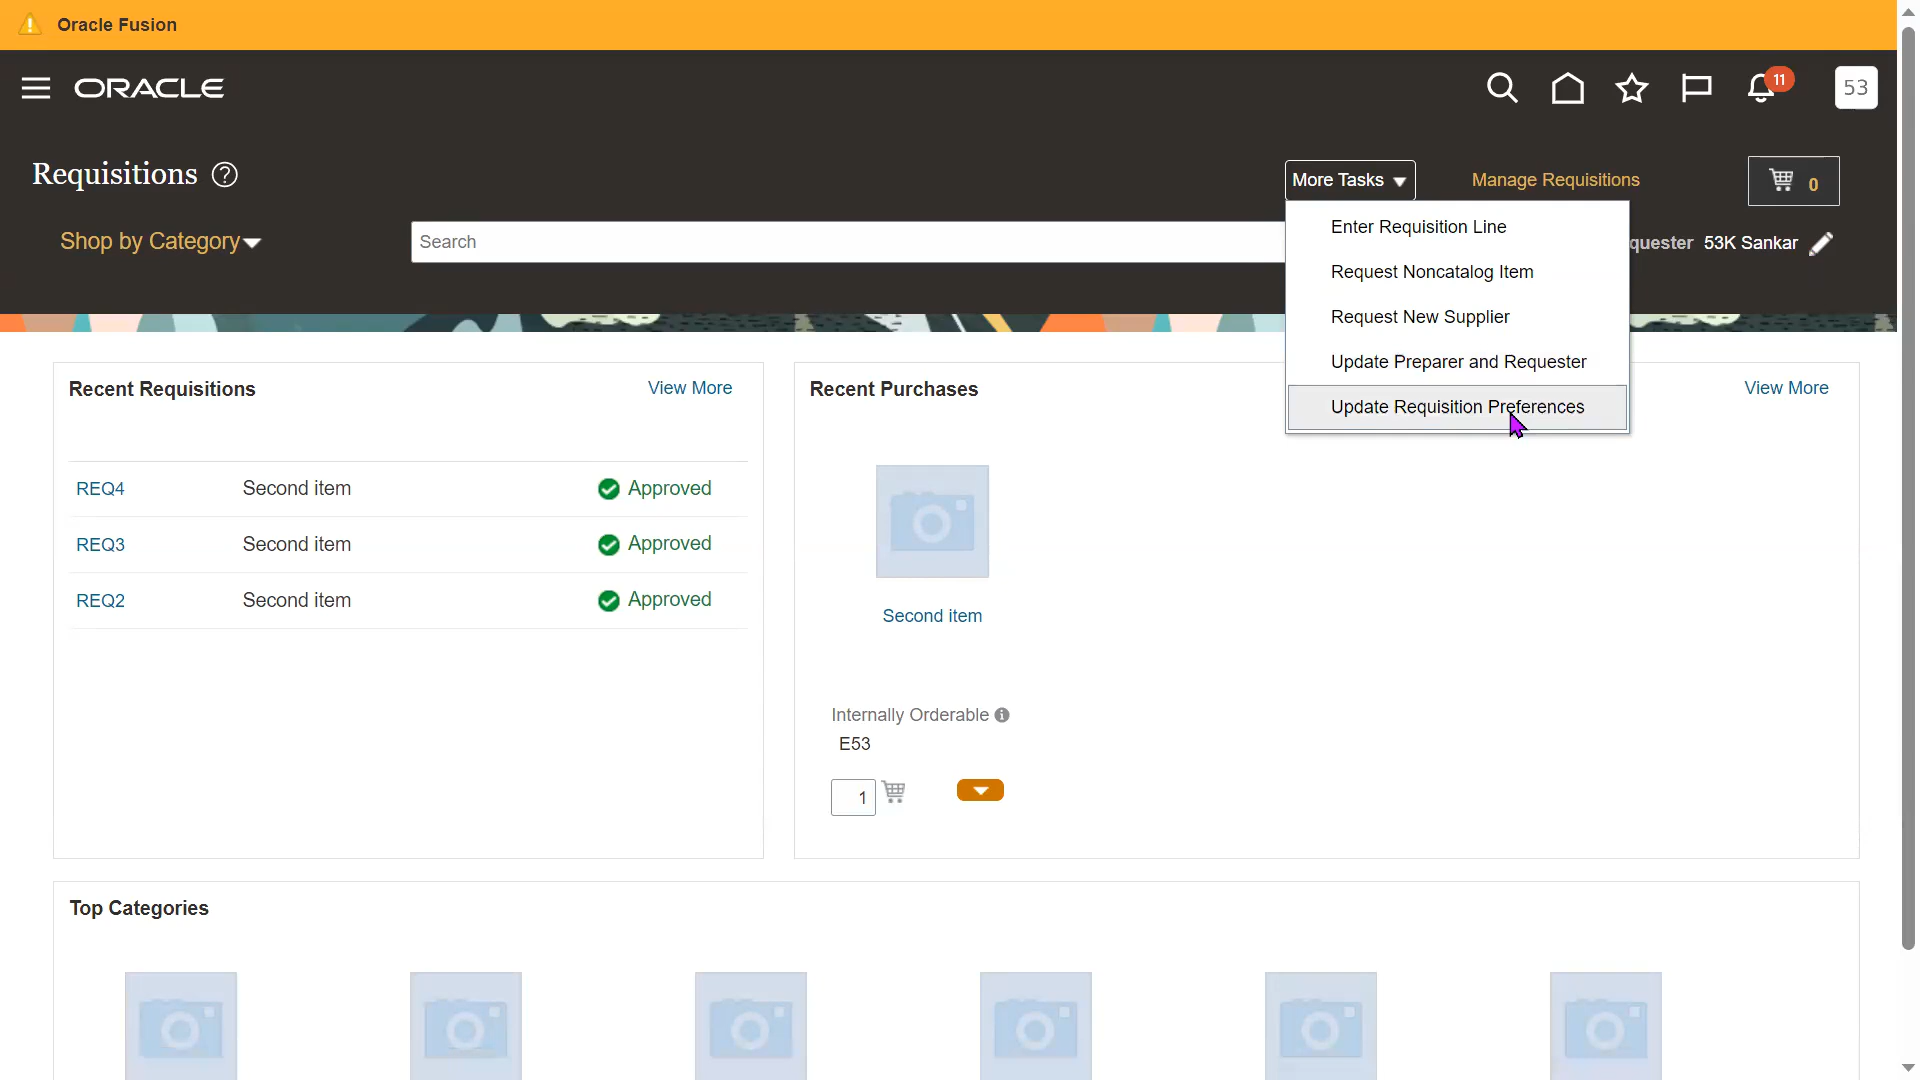 Oracle Fusion
ORACLE
11
53
Requisitions
More Tasks
Manage Requisitions
0
Shop by Category
Search
Enter Requisition Line
Request Noncatalog Item
Request New Supplier
Update Preparer and Requester
Update Requisition Preferences
quester 53K Sankar
Recent Requisitions
View More
REQ4 Second item Approved
REQ3 Second item Approved
REQ2 Second item Approved
Recent Purchases
View More
Second item
Internally Orderable
E53
1
Top Categories